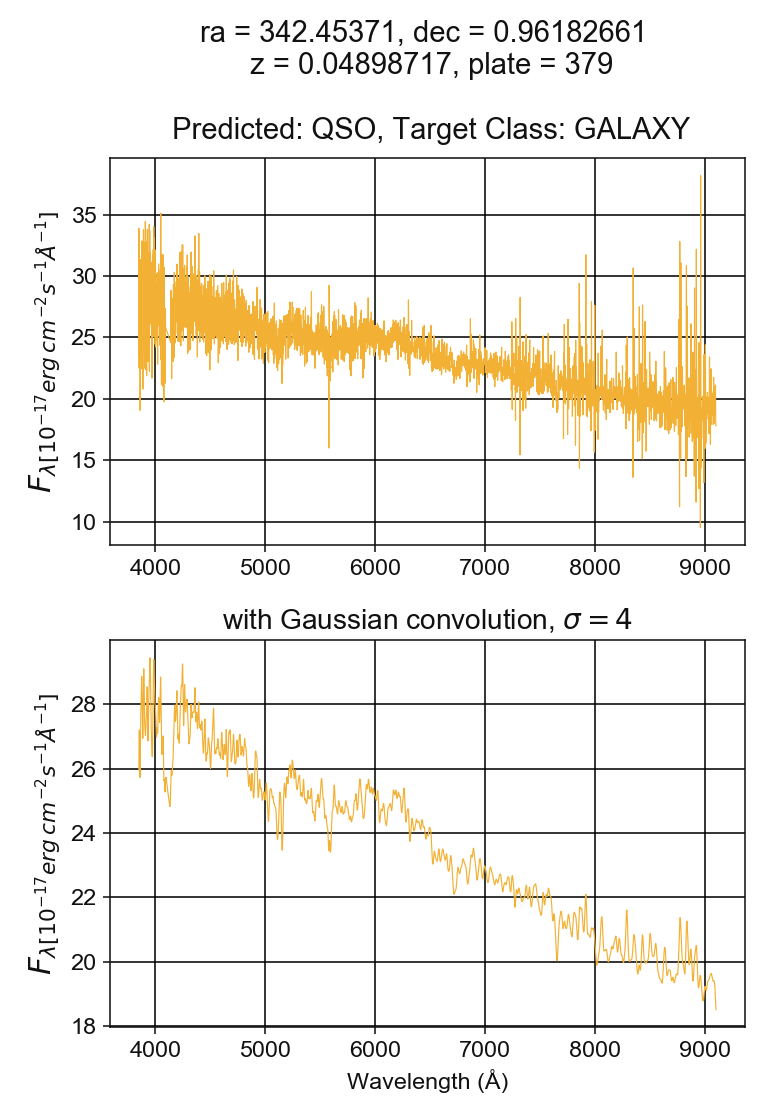 ra = 342.45371, dec = 0.96182661
z = 0.04898717, plate = 379
Predicted: QSO, Target Class: GALAXY
F_λ[10^{-17} erg cm^{-2} s^{-1} Å^{-1}]
35
30
25
20
15
10
4000 5000 6000 7000 8000 9000
with Gaussian convolution, σ = 4
F_λ[10^{-17} erg cm^{-2} s^{-1} Å^{-1}]
28
26
24
22
20
18
4000 5000 6000 7000 8000 9000
Wavelength (Å)